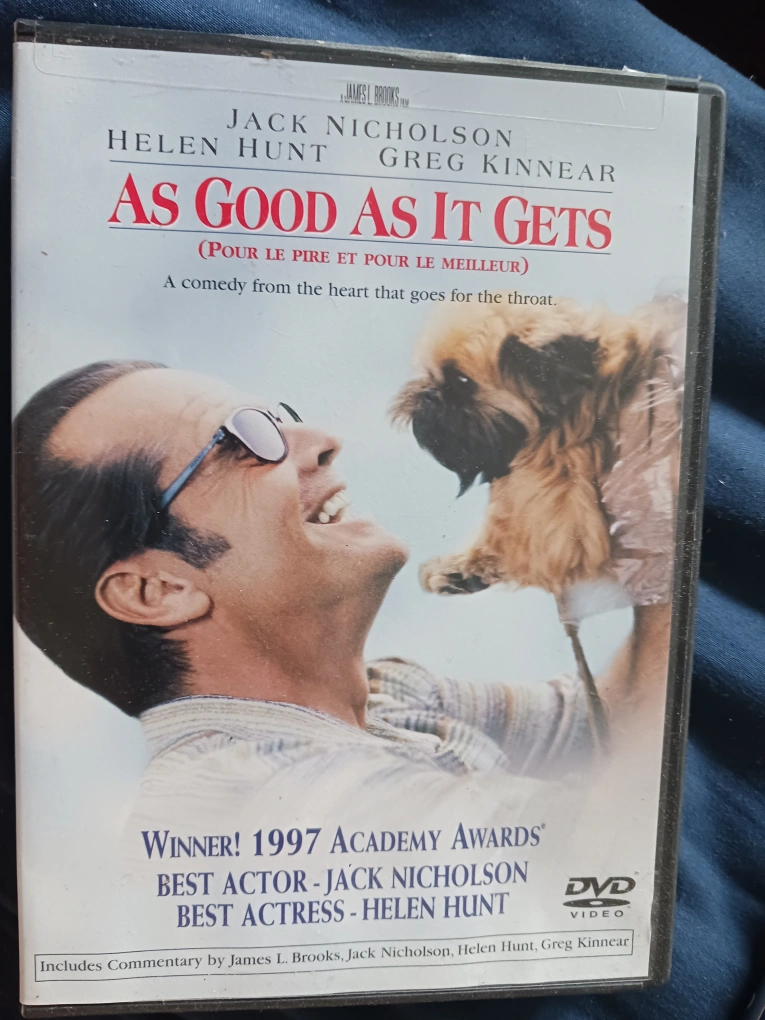 A JAMES L. BROOKS FILM
JACK NICHOLSON
HELEN HUNT GREG KINNEAR
AS GOOD AS IT GETS
(POUR LE PIRE ET POUR LE MEILLEUR)
A comedy from the heart that goes for the throat.
WINNER! 1997 ACADEMY AWARDS®
BEST ACTOR - JACK NICHOLSON
BEST ACTRESS - HELEN HUNT
DVD
VIDEO
Includes Commentary by James L. Brooks, Jack Nicholson, Helen Hunt, Greg Kinnear